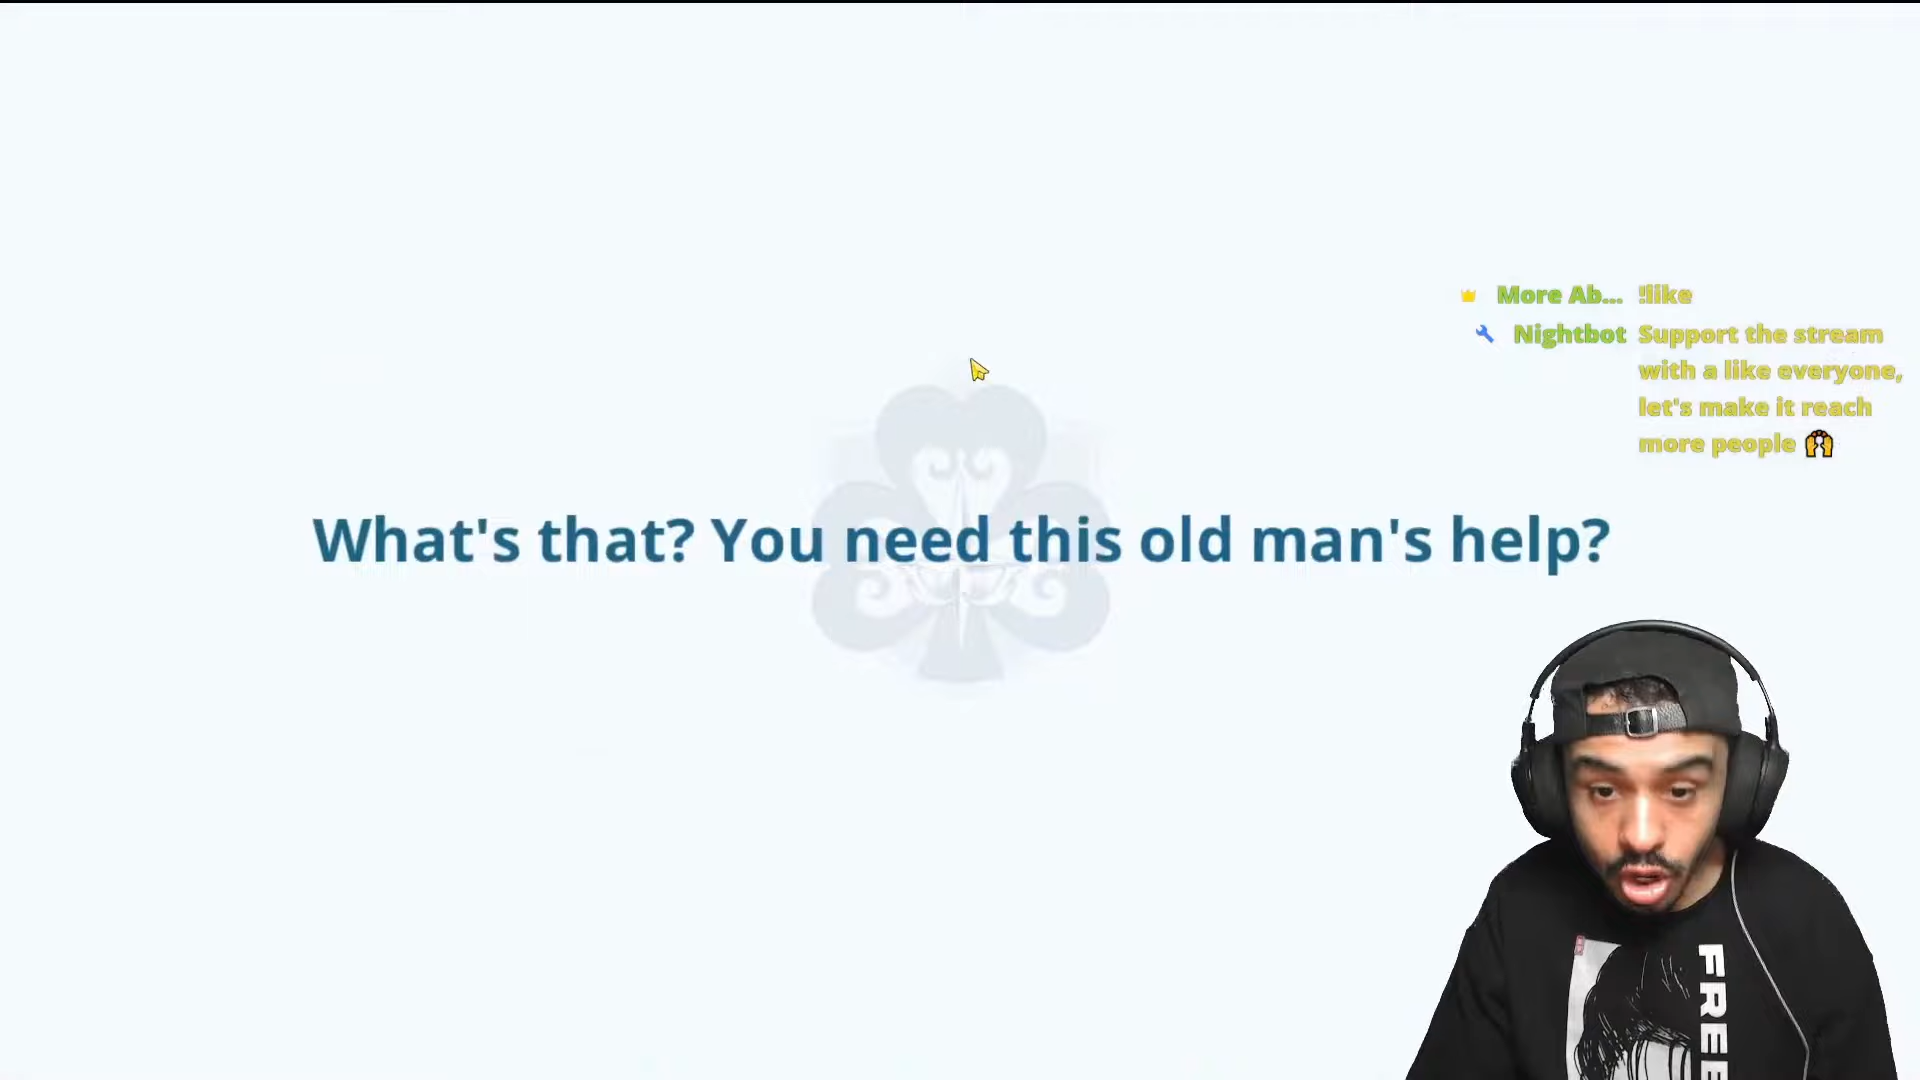 More Ab... !like
Nightbot Support the stream
with a like everyone,
let's make it reach
more people 🙌
What's that? You need this old man's help?
FREE